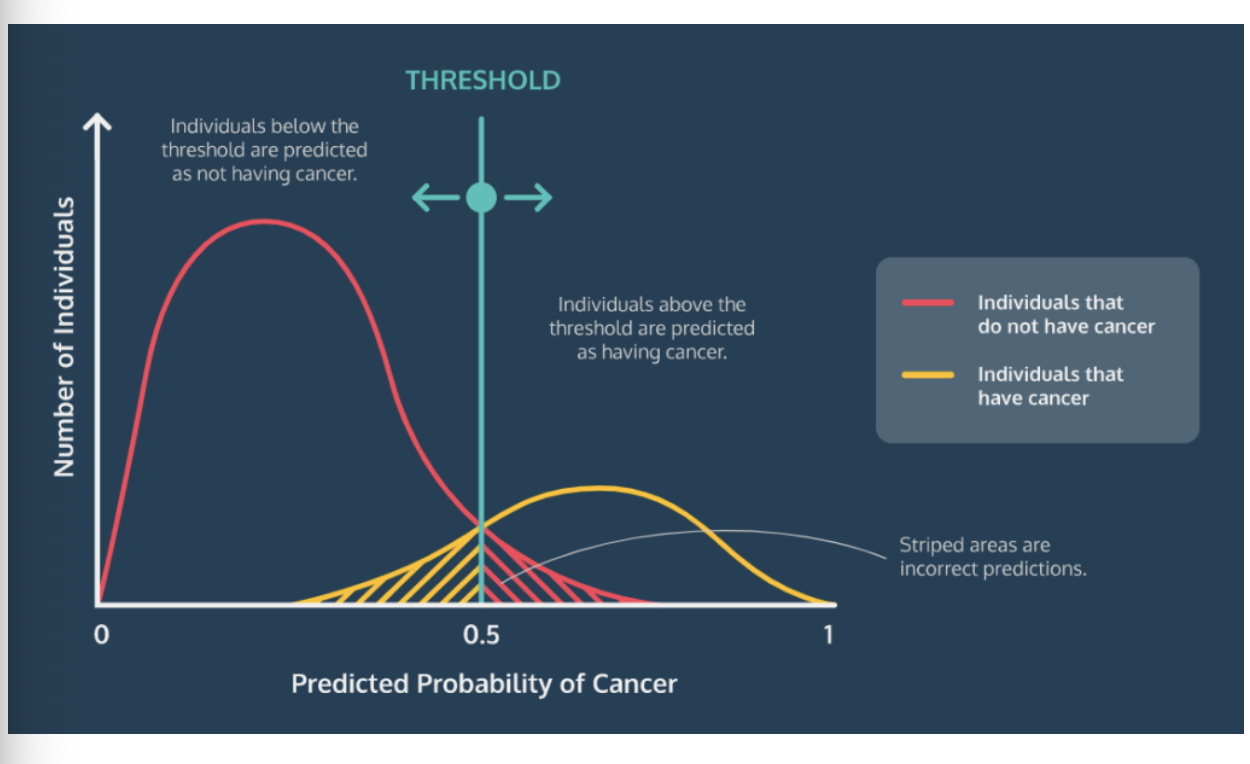 THRESHOLD
Individuals below the
threshold are predicted
as not having cancer.
Number of Individuals
Individuals above the
threshold are predicted
as having cancer.
Individuals that
do not have cancer
Individuals that
have cancer
Striped areas are
incorrect predictions.
0
0.5
1
Predicted Probability of Cancer